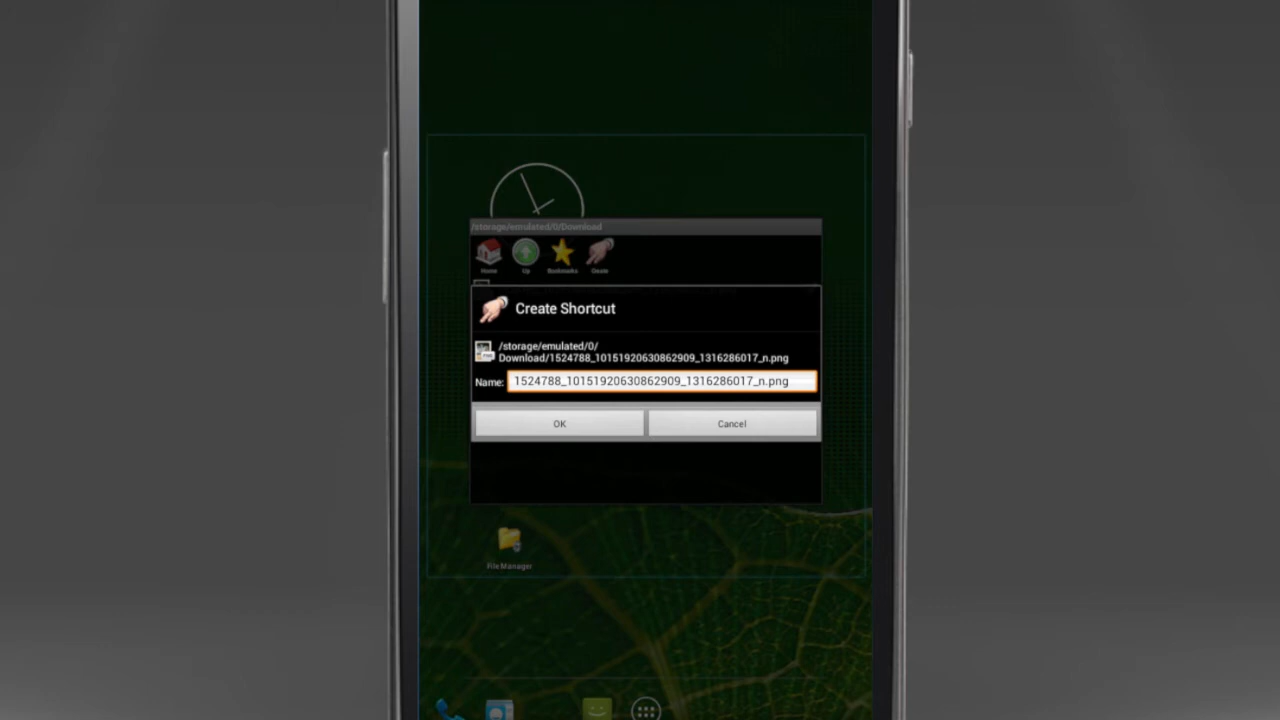 /storage/emulated/0/Download
Home Up Bookmarks Create
Create Shortcut
/storage/emulated/0/
Download/1524788_10151920630862909_1316286017_n.png
Name: 1524788_10151920630862909_1316286017_n.png
OK Cancel
File Manager